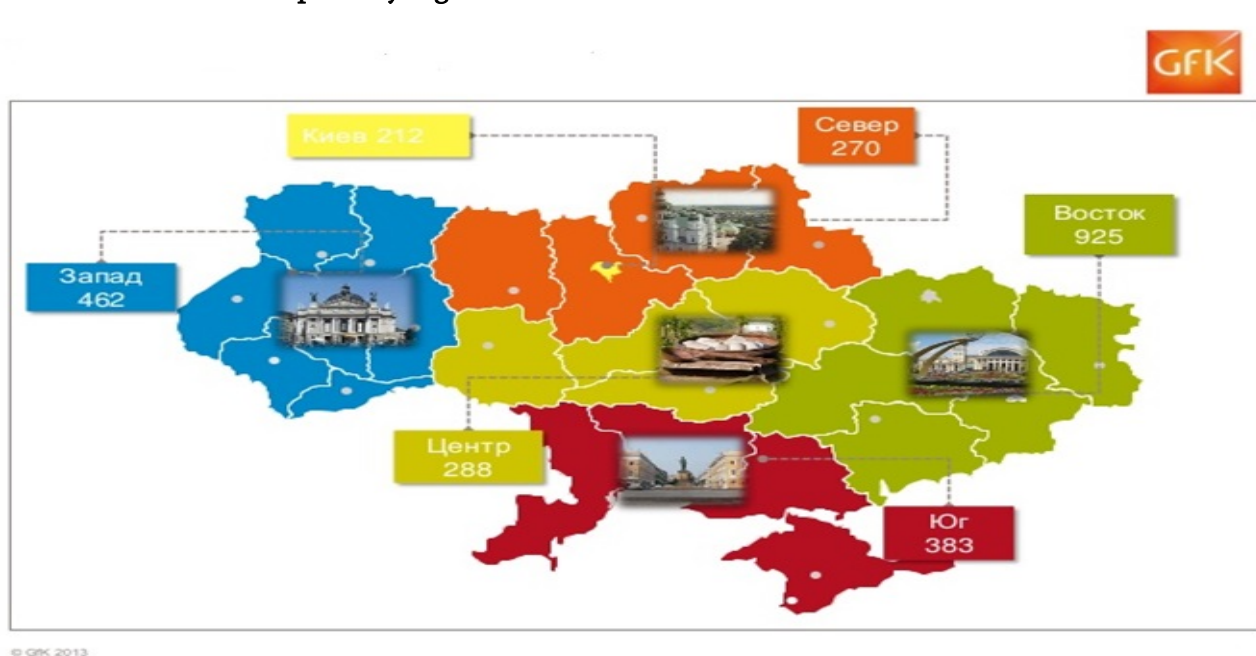 GfK
Киев 212
Север
270
Восток
925
Запад
462
Центр
288
Юг
383
© GfK 2013